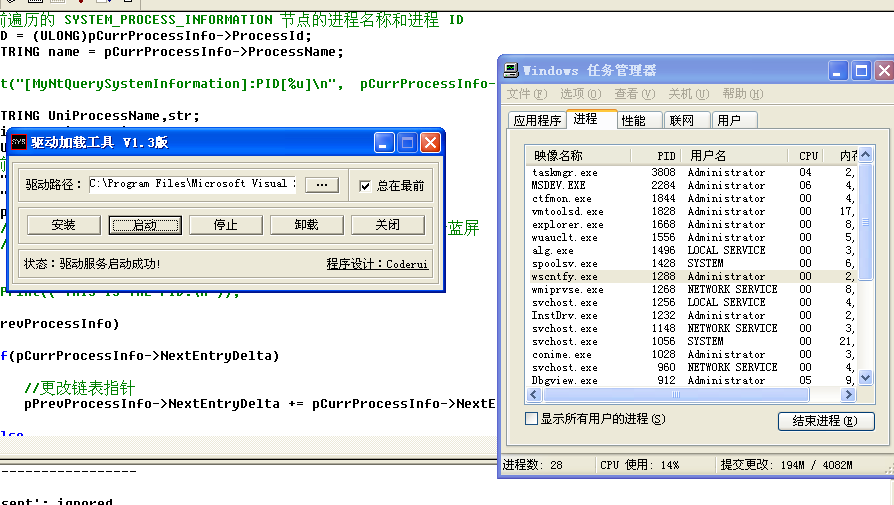 前遍历的 SYSTEM_PROCESS_INFORMATION 节点的进程名称和进程 ID
D = (ULONG)pCurrProcessInfo->ProcessId;
TRING name = pCurrProcessInfo->ProcessName;
t("[MyNtQuerySystemInformation]:PID[%u]\n", pCurrProcessInfo-
TRING UniProcessName,str;
驱动加载工具 V1.3版
驱动路径：
C:\Program Files\Microsoft Visual
...
总在最前
安装
启动
停止
卸载
关闭
蓝屏
状态：驱动服务启动成功!
程序设计：Coderui
revProcessInfo)
f(pCurrProcessInfo->NextEntryDelta)
//更改链表指针
pPrevProcessInfo->NextEntryDelta += pCurrProcessInfo->NextE
lse
-----------------
sent': ignored
Windows 任务管理器
文件(F) 选项(O) 查看(V) 关机(U) 帮助(H)
应用程序 进程 性能 联网 用户
映像名称 PID 用户名 CPU 内存
taskmgr.exe 3808 Administrator 04 2,
MSDEV.EXE 2284 Administrator 06 4,
ctfmon.exe 1844 Administrator 00 4,
vmtoolsd.exe 1828 Administrator 00 17,
explorer.exe 1668 Administrator 00 8,
wuauclt.exe 1556 Administrator 00 5,
alg.exe 1496 LOCAL SERVICE 00 3,
spoolsv.exe 1428 SYSTEM 00 6,
wscntfy.exe 1288 Administrator 00 2,
wmiprvse.exe 1268 NETWORK SERVICE 00 8,
svchost.exe 1256 LOCAL SERVICE 00 4,
InstDrv.exe 1232 Administrator 00 2,
svchost.exe 1148 NETWORK SERVICE 00 3,
svchost.exe 1056 SYSTEM 00 21,
conime.exe 1028 Administrator 00 3,
svchost.exe 960 NETWORK SERVICE 00 4,
Dbgview.exe 912 Administrator 05 9,
显示所有用户的进程(S)
结束进程(E)
进程数: 28
CPU 使用: 14%
提交更改: 194M / 4082M